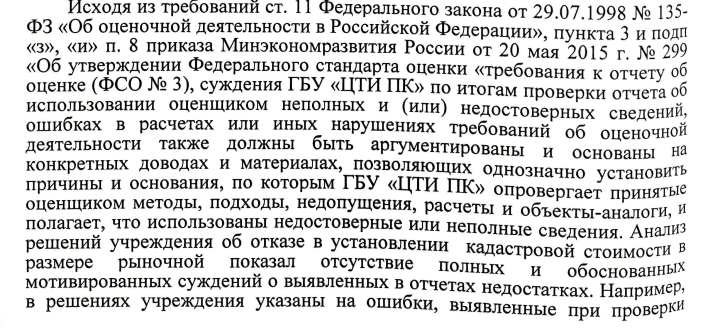 Исходя из требований ст. 11 Федерального закона от 29.07.1998 № 135-
ФЗ «Об оценочной деятельности в Российской Федерации», пункта 3 и подп
«з», «и» п. 8 приказа Минэкономразвития России от 20 мая 2015 г. № 299
«Об утверждении Федерального стандарта оценки «требования к отчету об
оценке (ФСО № 3), суждения ГБУ «ЦТИ ПК» по итогам проверки отчета об
использовании оценщиком неполных и (или) недостоверных сведений,
ошибках в расчетах или иных нарушениях требований об оценочной
деятельности также должны быть аргументированы и основаны на
конкретных доводах и материалах, позволяющих однозначно установить
причины и основания, по которым ГБУ «ЦТИ ПК» опровергает принятые
оценщиком методы, подходы, недопущения, расчеты и объекты-аналоги, и
полагает, что использованы недостоверные или неполные сведения. Анализ
решений учреждения об отказе в установлении кадастровой стоимости в
размере рыночной показал отсутствие полных и обоснованных
мотивированных суждений о выявленных в отчетах недостатках. Например,
в решениях учреждения указаны на ошибки, выявленные при проверки